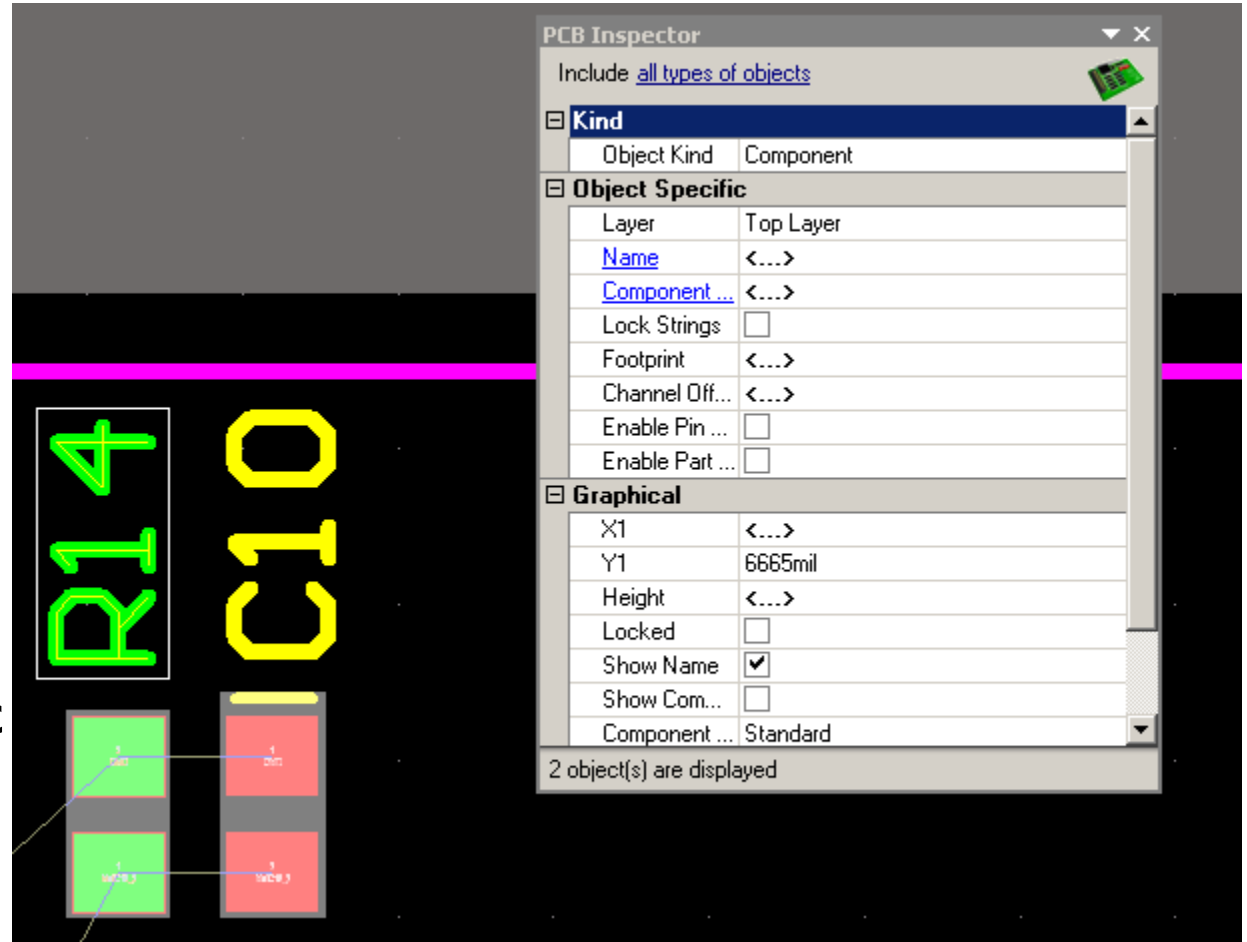 PCB Inspector
Include all types of objects
Kind
Object Kind Component
Object Specific
Layer Top Layer
Name <...>
Component ... <...>
Lock Strings
Footprint <...>
Channel Off... <...>
Enable Pin ...
Enable Part ...
Graphical
X1 <...>
Y1 6665mil
Height <...>
Locked
Show Name
Show Com...
Component ... Standard
2 object(s) are displayed
R14
C10